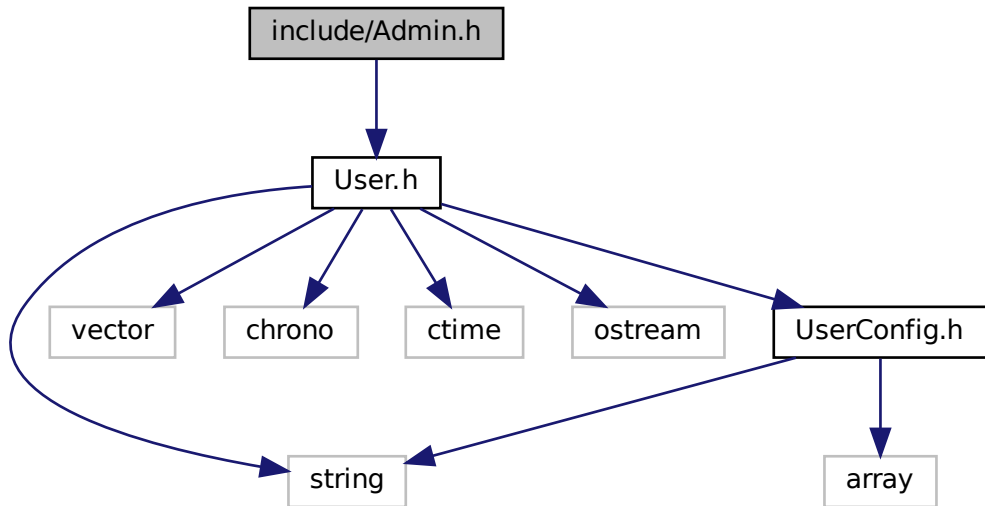 include/Admin.h
User.h
vector
chrono
ctime
ostream
UserConfig.h
string
array